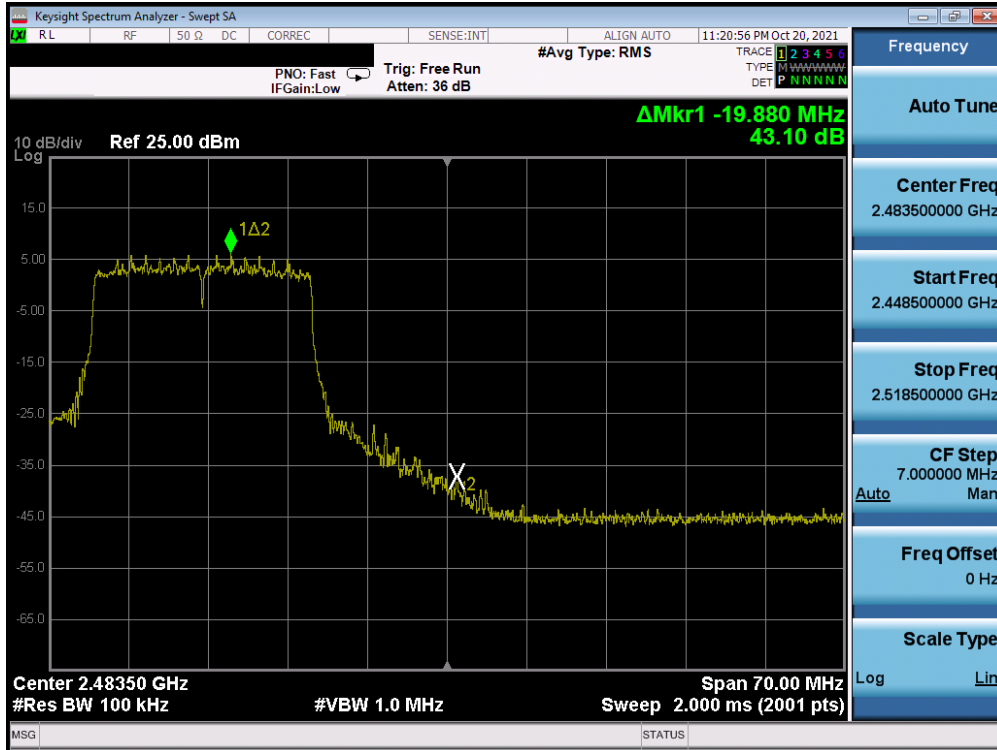 Keysight Spectrum Analyzer - Swept SA
LXI RL RF 50 Ω DC CORREC SENSE:INT ALIGN AUTO 11:20:56 PM Oct 20, 2021
Frequency
#Avg Type: RMS
TRACE 1 2 3 4 5 6
PNO: Fast Trig: Free Run
TYPE M W W W W W
IFGain:Low Atten: 36 dB
DET P N N N N N
Auto Tune
ΔMkr1 -19.880 MHz
43.10 dB
10 dB/div Ref 25.00 dBm
Log
15.0
5.00
-5.00
-15.0
-25.0
-35.0
-45.0
-55.0
-65.0
1Δ2
X2
Center Freq
2.483500000 GHz
Start Freq
2.448500000 GHz
Stop Freq
2.518500000 GHz
CF Step
7.000000 MHz
Auto Man
Freq Offset
0 Hz
Scale Type
Log Lin
Center 2.48350 GHz Span 70.00 MHz
#Res BW 100 kHz #VBW 1.0 MHz Sweep 2.000 ms (2001 pts)
MSG STATUS